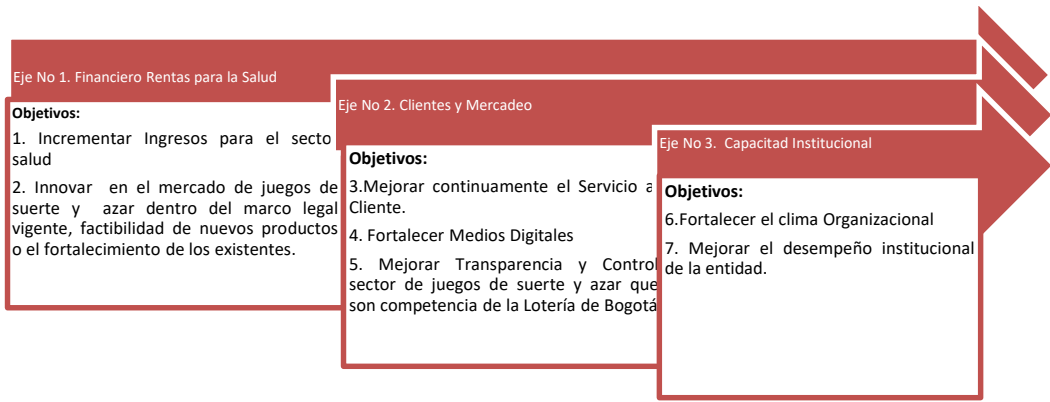 Eje No 1. Financiero Rentas para la Salud
Objetivos:
1. Incrementar Ingresos para el secto
salud
2. Innovar en el mercado de juegos de
suerte y azar dentro del marco legal
vigente, factibilidad de nuevos productos
o el fortalecimiento de los existentes.
Eje No 2. Clientes y Mercadeo
Objetivos:
3.Mejorar continuamente el Servicio a
Cliente.
4. Fortalecer Medios Digitales
5. Mejorar Transparencia y Control
sector de juegos de suerte y azar que
son competencia de la Lotería de Bogotá
Eje No 3. Capacitad Institucional
Objetivos:
6.Fortalecer el clima Organizacional
7. Mejorar el desempeño institucional
de la entidad.